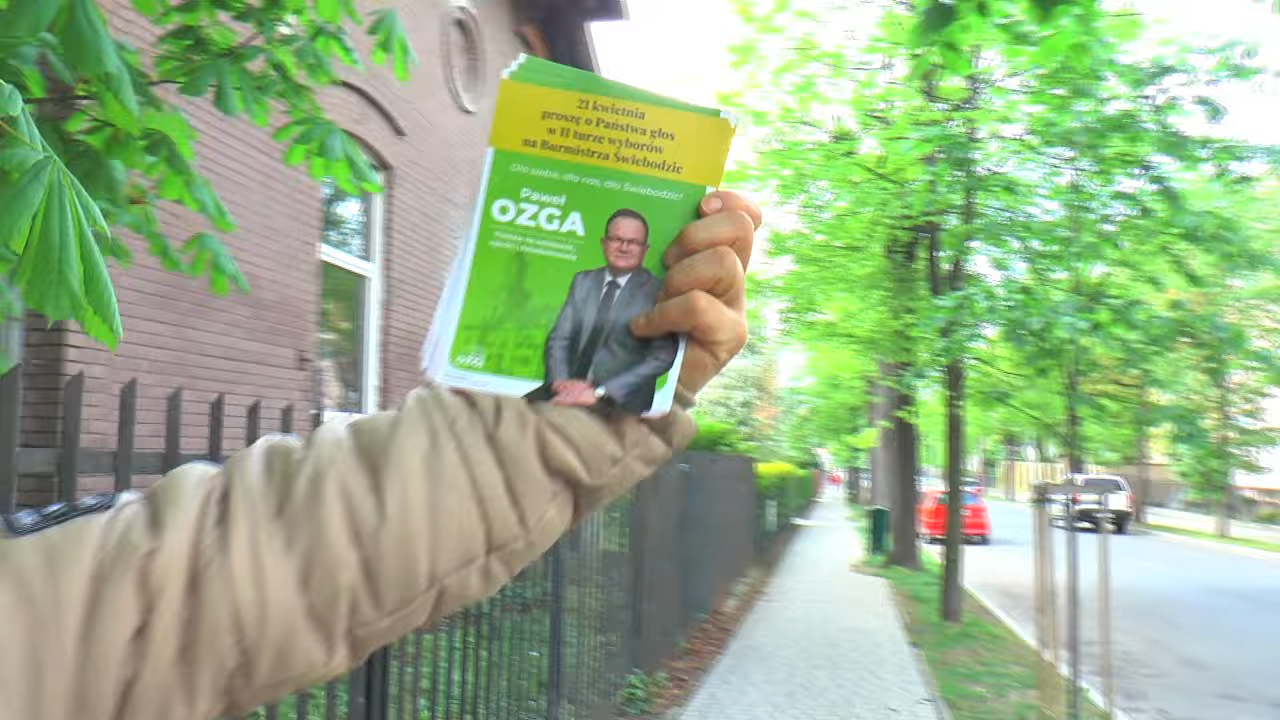 21 kwietnia
proszę o Państwa głos
w II turze wyborów
na Burmistrza Świebodzic
Dla siebie, dla nas, dla Świebodzic!
Paweł
OZGA
OZGA